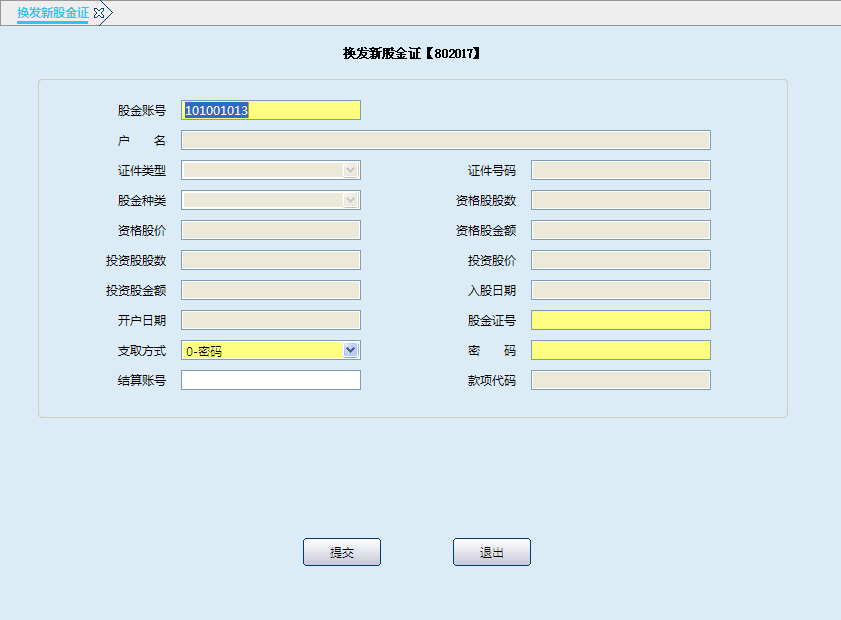 换发新股金证
换发新股金证【802017】
股金账号 101001013
户 名
证件类型 证件号码
股金种类 资格股股数
资格股价 资格股金额
投资股股数 投资股价
投资股金额 入股日期
开户日期 股金证号
支取方式 0-密码 密 码
结算账号 款项代码
提交 退出